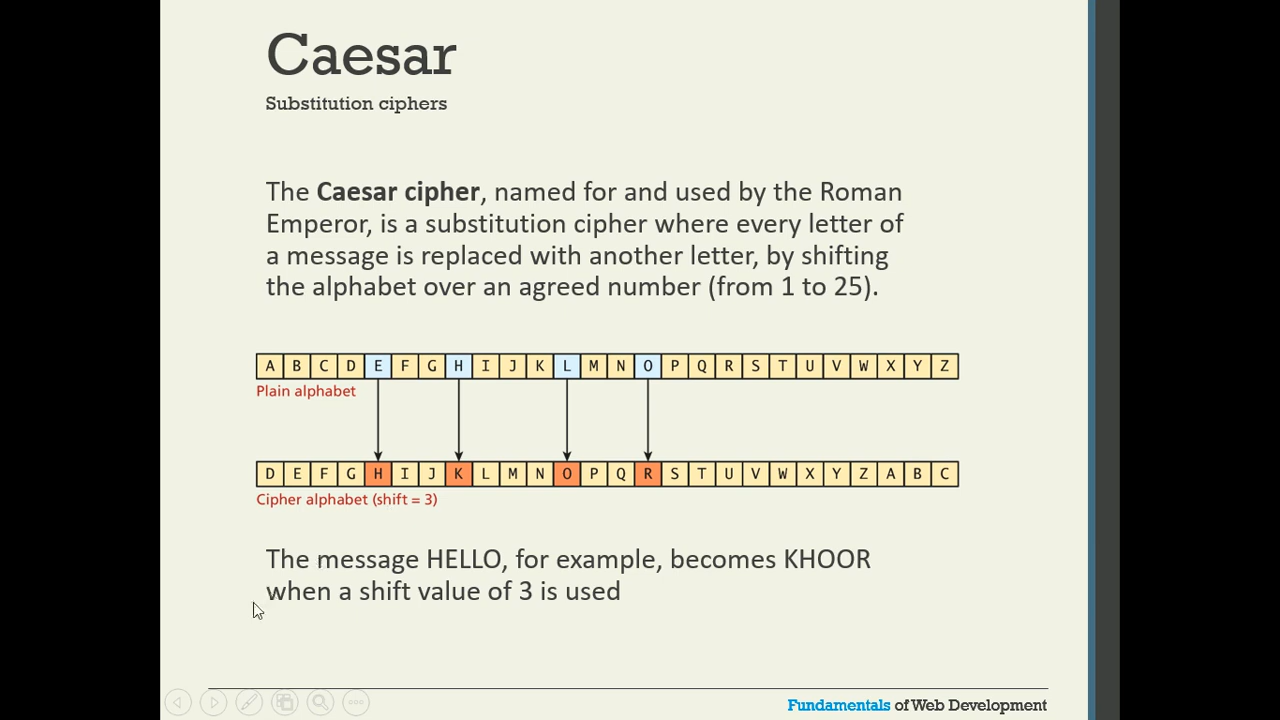 Caesar
Substitution ciphers
The Caesar cipher, named for and used by the Roman
Emperor, is a substitution cipher where every letter of
a message is replaced with another letter, by shifting
the alphabet over an agreed number (from 1 to 25).
A B C D E F G H I J K L M N O P Q R S T U V W X Y Z
Plain alphabet
D E F G H I J K L M N O P Q R S T U V W X Y Z A B C
Cipher alphabet (shift = 3)
The message HELLO, for example, becomes KHOOR
when a shift value of 3 is used
Fundamentals of Web Development